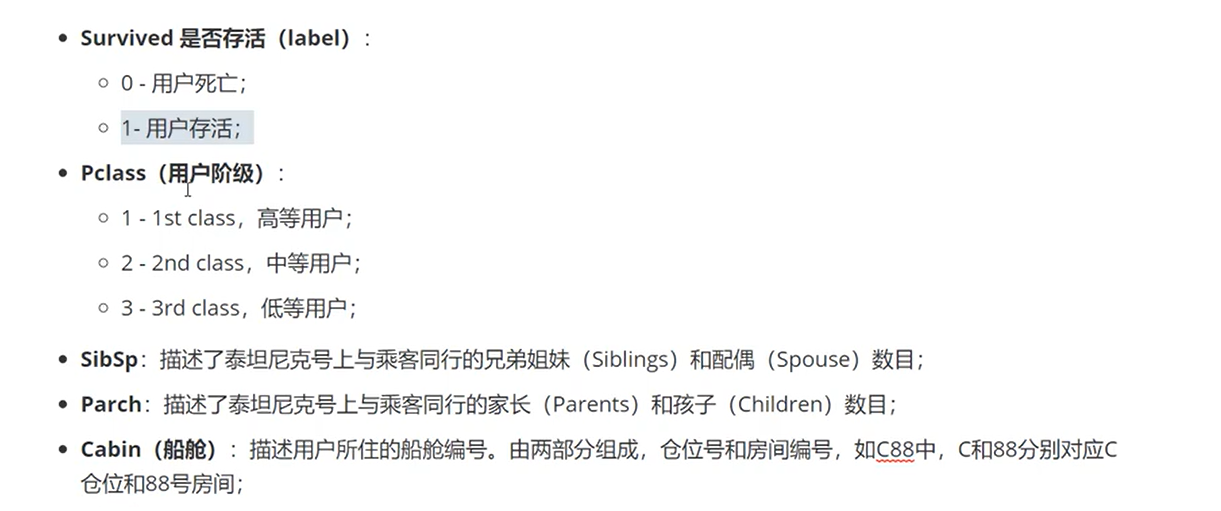 Survived 是否存活（label）：
0 - 用户死亡；
1- 用户存活；
Pclass（用户阶级）：
1 - 1st class，高等用户；
2 - 2nd class，中等用户；
3 - 3rd class，低等用户；
SibSp：描述了泰坦尼克号上与乘客同行的兄弟姐妹（Siblings）和配偶（Spouse）数目；
Parch：描述了泰坦尼克号上与乘客同行的家长（Parents）和孩子（Children）数目；
Cabin（船舱）：描述用户所住的船舱编号。由两部分组成，仓位号和房间编号，如C88中，C和88分别对应C
仓位和88号房间；